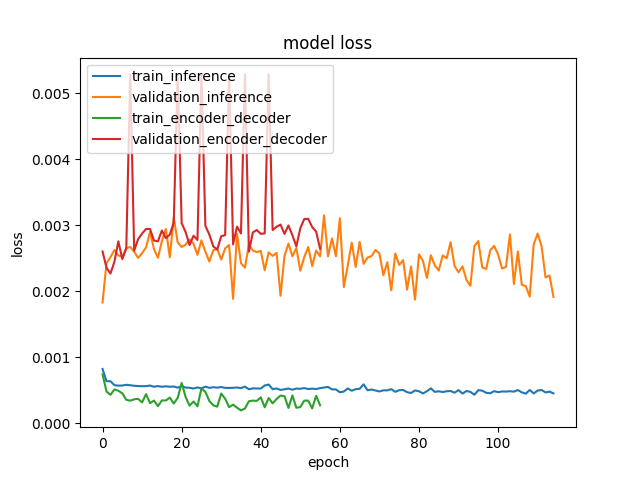 model loss
train_inference
validation_inference
train_encoder_decoder
validation_encoder_decoder
0.005
0.004
0.003
0.002
0.001
0.000
loss
0 20 40 60 80 100
epoch